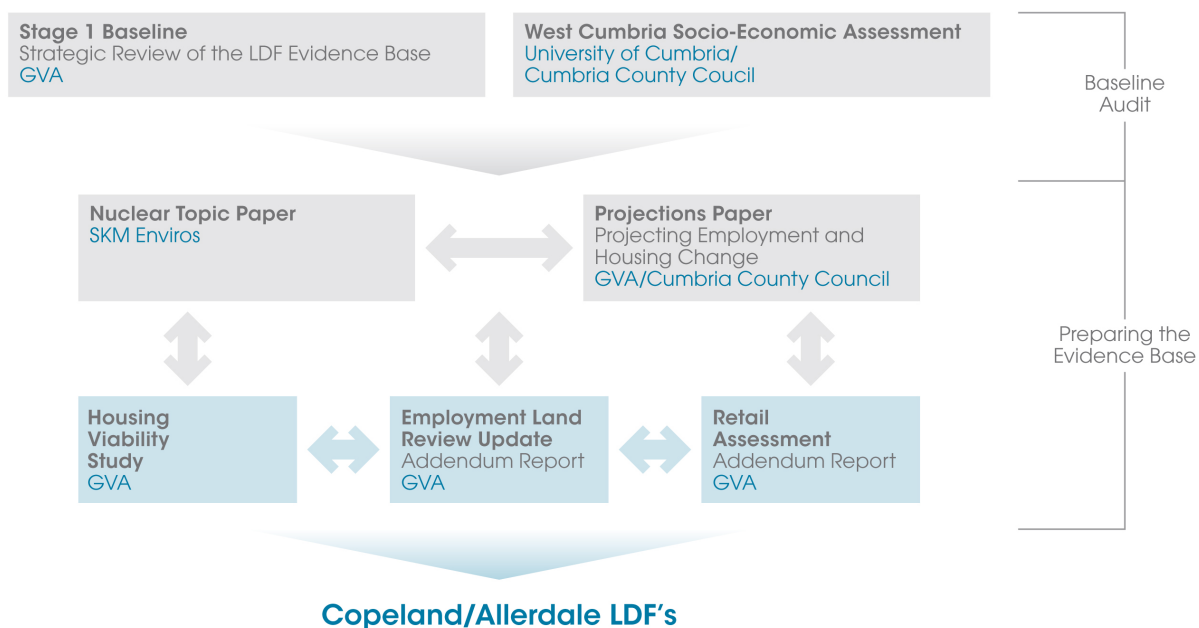 Stage 1 Baseline
Strategic Review of the LDF Evidence Base
GVA
West Cumbria Socio-Economic Assessment
University of Cumbria/
Cumbria County Coucil
Baseline
Audit
Nuclear Topic Paper
SKM Enviros
Projections Paper
Projecting Employment and
Housing Change
GVA/Cumbria County Council
Preparing the
Evidence Base
Housing
Viability
Study
GVA
Employment Land
Review Update
Addendum Report
GVA
Retail
Assessment
Addendum Report
GVA
Copeland/Allerdale LDF's